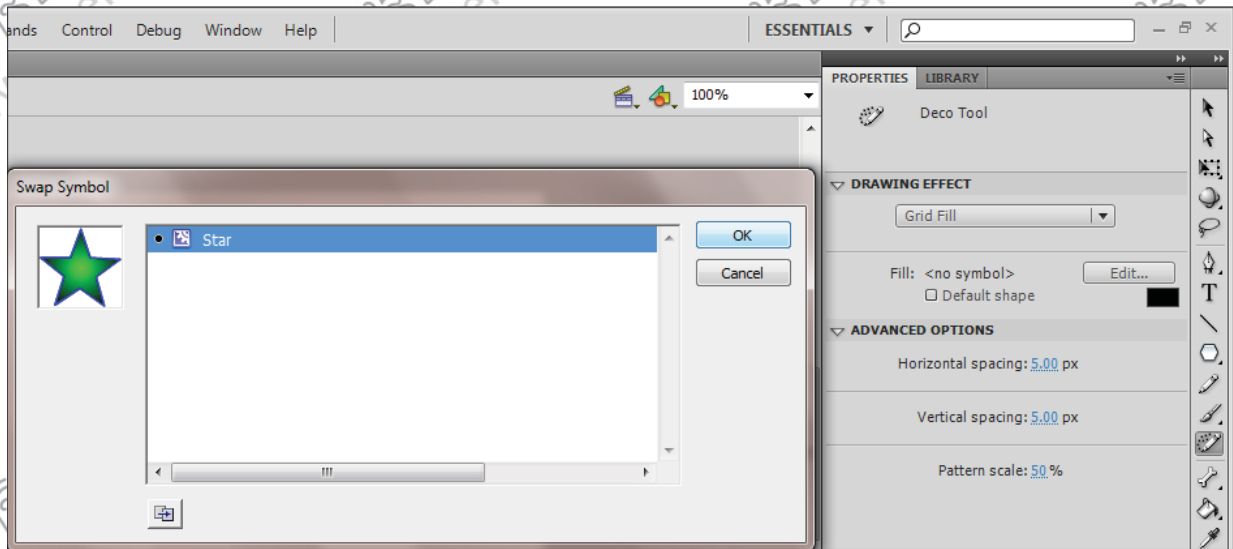 ands Control Debug Window Help ESSENTIALS
100%
PROPERTIES LIBRARY
Deco Tool
Swap Symbol
Star
OK
Cancel
DRAWING EFFECT
Grid Fill
Fill: <no symbol> Edit...
Default shape
ADVANCED OPTIONS
Horizontal spacing: 5.00 px
Vertical spacing: 5.00 px
Pattern scale: 50 %
T